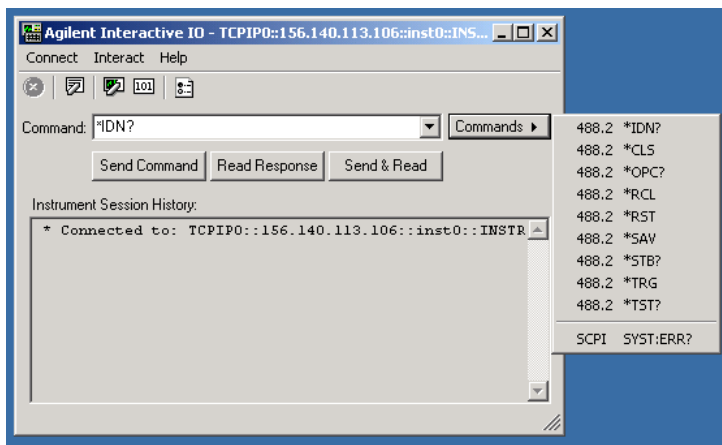 Agilent Interactive IO - TCPIP0::156.140.113.106::inst0::INS...
Connect Interact Help
101
Command: *IDN? Commands
Send Command Read Response Send & Read
Instrument Session History:
* Connected to: TCPIP0::156.140.113.106::inst0::INSTR
488.2 *IDN?
488.2 *CLS
488.2 *OPC?
488.2 *RCL
488.2 *RST
488.2 *SAV
488.2 *STB?
488.2 *TRG
488.2 *TST?
SCPI SYST:ERR?